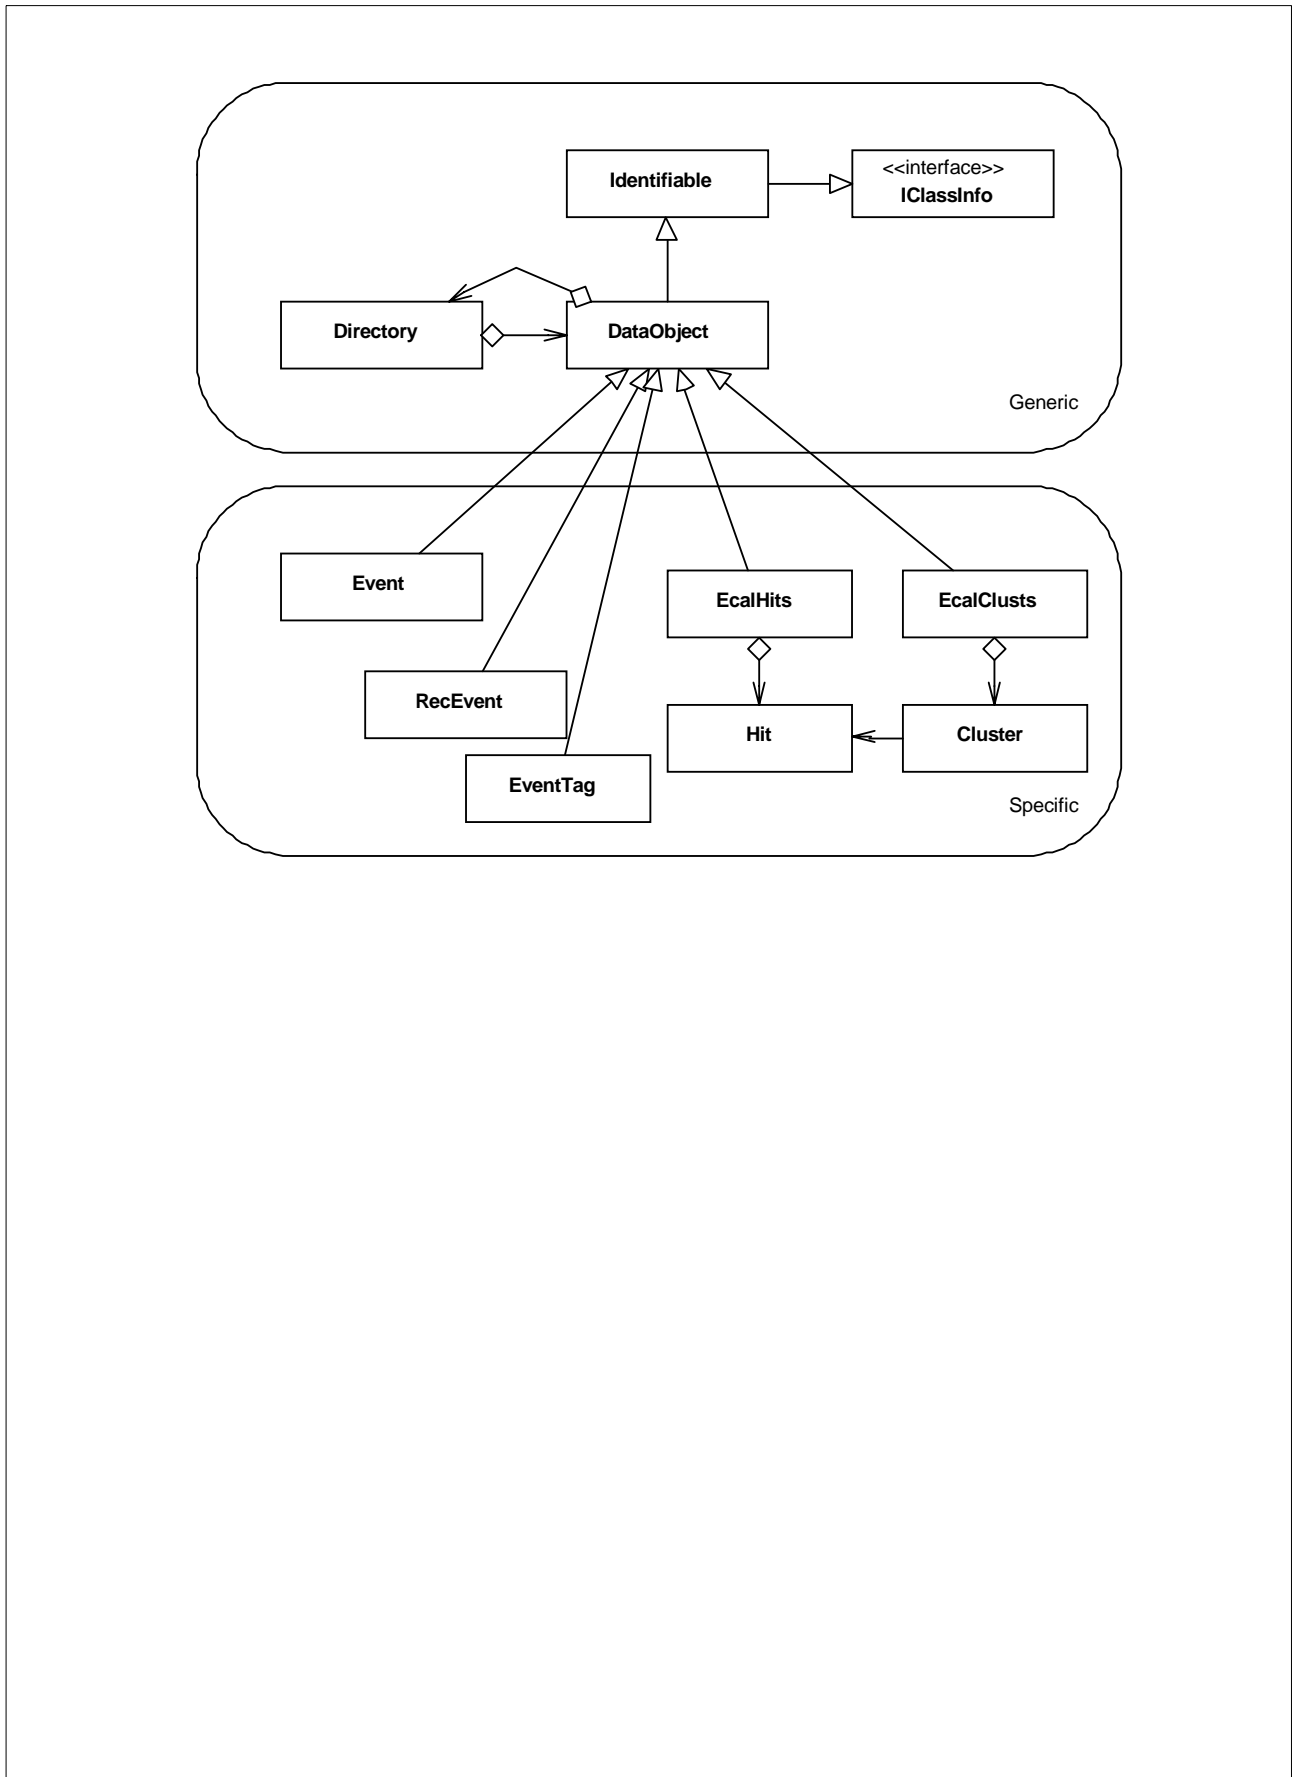 Identifiable
<<interface>>
IClassInfo
Directory
DataObject
Generic
Event
EcalHits
EcalClusts
RecEvent
Hit
Cluster
EventTag
Specific